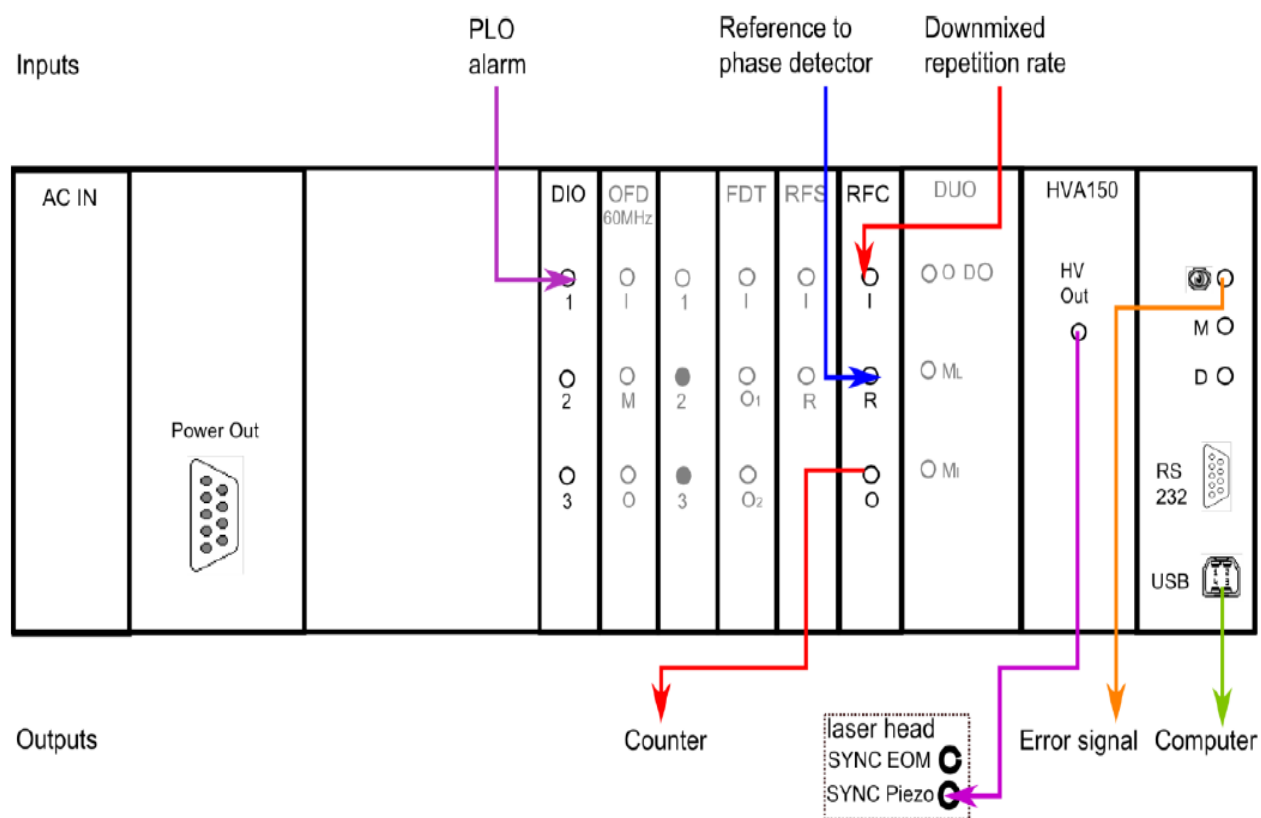 Inputs
PLO
alarm
Reference to
phase detector
Downmixed
repetition rate
AC IN
Power Out
DIO
1
2
3
OFD
60MHz
I
M
O
1
2
3
FDT
I
O1
O2
RFS
I
R
RFC
I
R
O
DUO
O DO
ML
MI
HVA150
HV
Out
M
D
RS
232
USB
Outputs
Counter
laser head
SYNC EOM
SYNC Piezo
Error signal
Computer